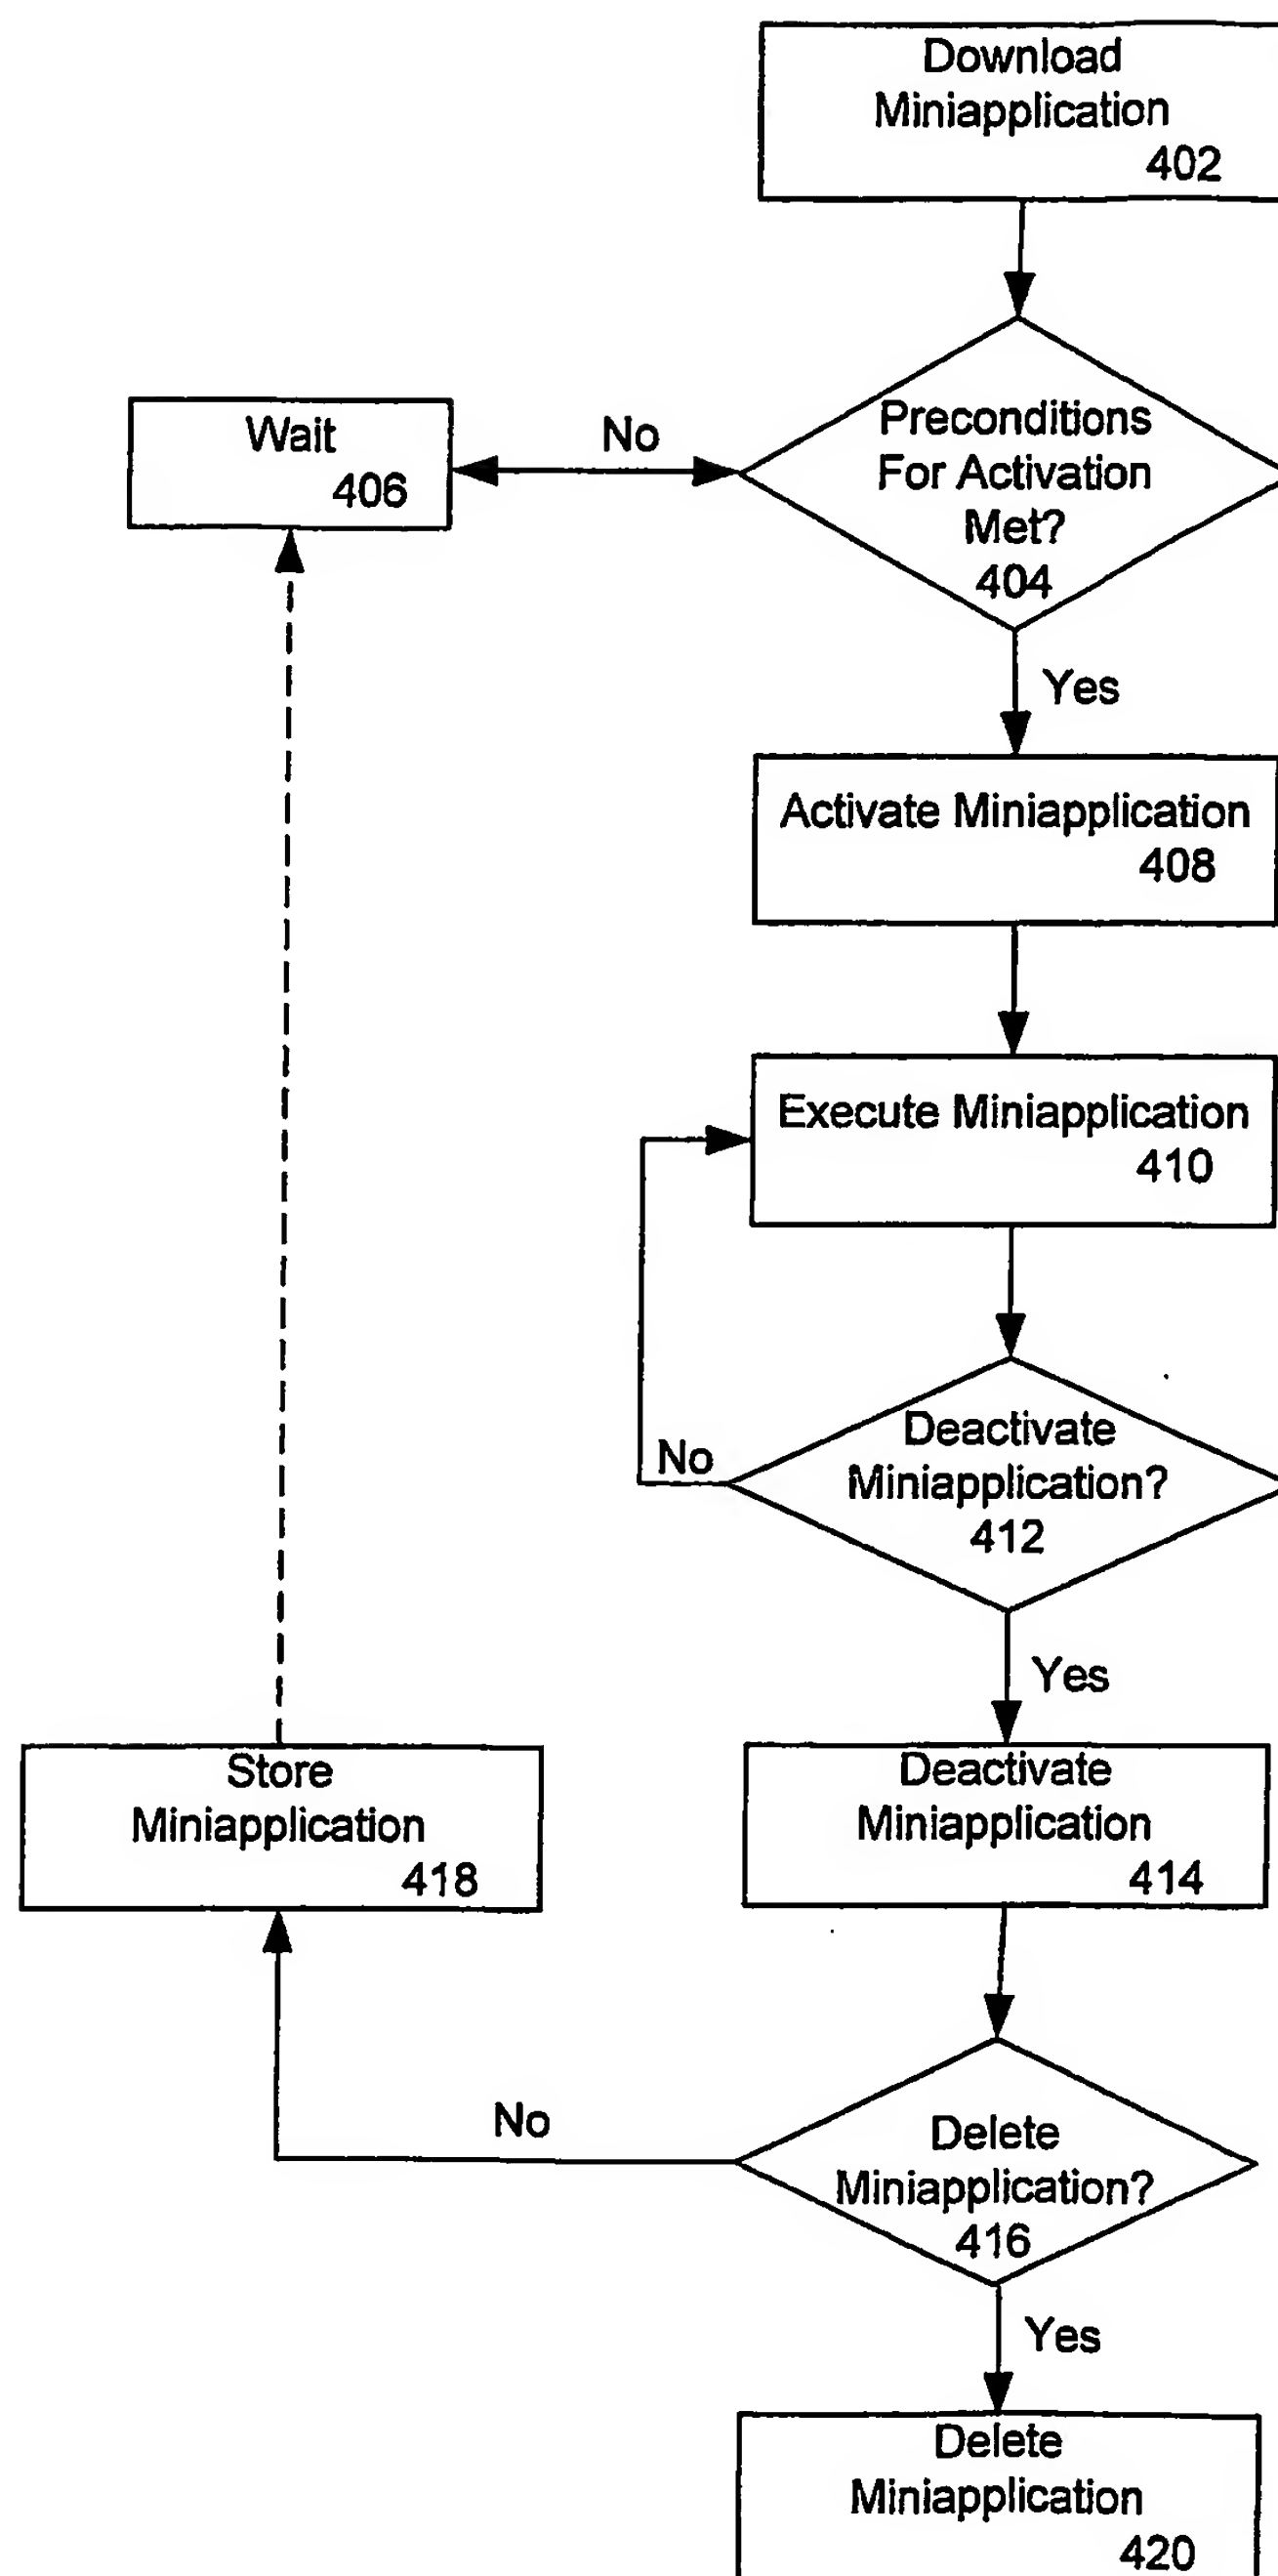 Download
Miniapplication
402
Preconditions
For Activation
Met?
404
No
Wait
406
Yes
Activate Miniapplication
408
Execute Miniapplication
410
Deactivate
Miniapplication?
412
No
Yes
Deactivate
Miniapplication
414
Store
Miniapplication
418
Delete
Miniapplication?
416
No
Yes
Delete
Miniapplication
420